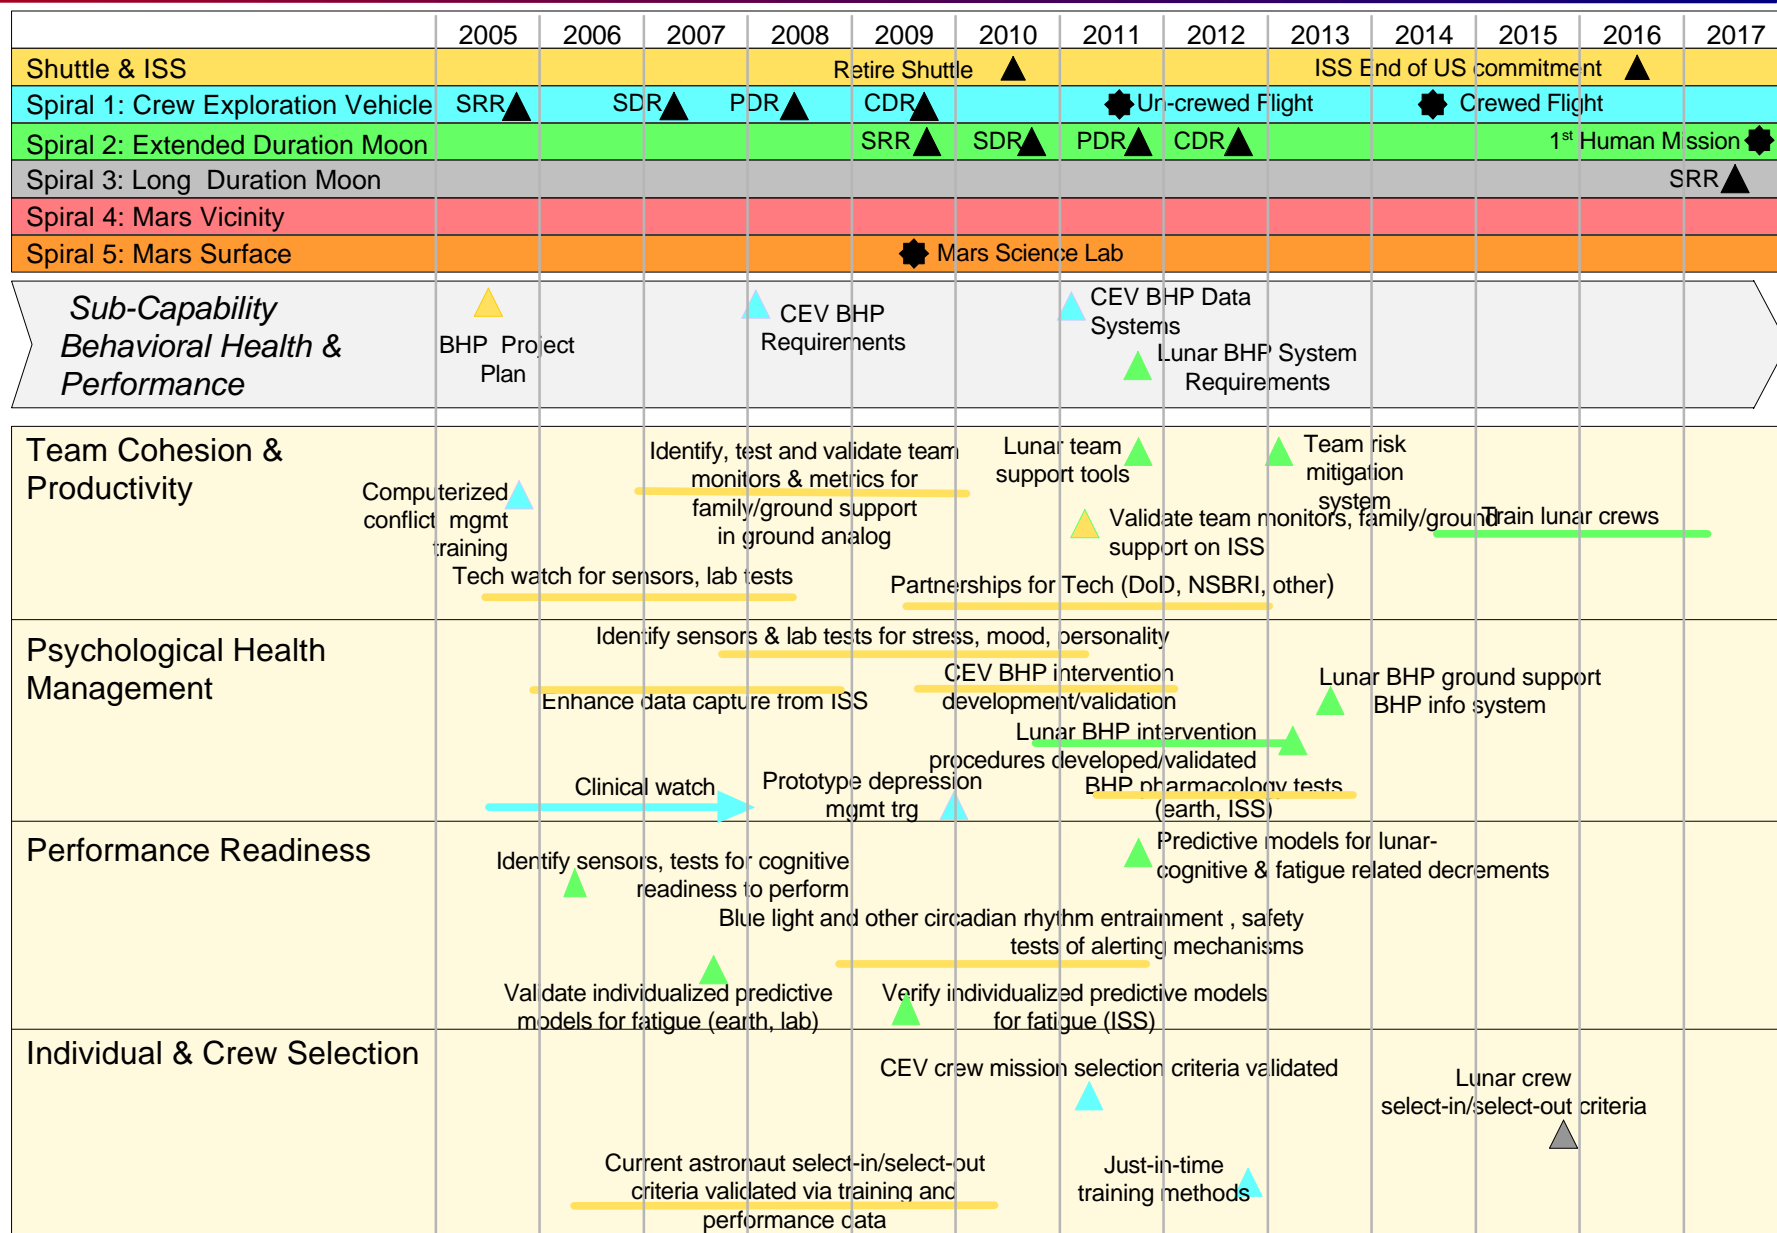 2005 2006 2007 2008 2009 2010 2011 2012 2013 2014 2015 2016 2017
Shuttle & ISS Retire Shuttle ISS End of US commitment
Spiral 1: Crew Exploration Vehicle SRR SDR PDR CDR Un-crewed Flight Crewed Flight
Spiral 2: Extended Duration Moon SRR SDR PDR CDR 1st Human Mission
Spiral 3: Long Duration Moon SRR
Spiral 4: Mars Vicinity
Spiral 5: Mars Surface Mars Science Lab
Sub-Capability
Behavioral Health &
Performance
BHP Project
Plan
CEV BHP
Requirements
CEV BHP Data
Systems
Lunar BHP System
Requirements
Team Cohesion &
Productivity
Computerized
conflict mgmt
training
Identify, test and validate team
monitors & metrics for
family/ground support
in ground analog
Lunar team
support tools
Team risk
mitigation
system
Validate team monitors, family/ground
support on ISS
Train lunar crews
Tech watch for sensors, lab tests
Partnerships for Tech (DoD, NSBRI, other)
Psychological Health
Management
Identify sensors & lab tests for stress, mood, personality
Enhance data capture from ISS
CEV BHP intervention
development/validation
Lunar BHP ground support
BHP info system
Lunar BHP intervention
procedures developed/validated
Clinical watch
Prototype depression
mgmt trg
BHP pharmacology tests
(earth, ISS)
Performance Readiness
Identify sensors, tests for cognitive
readiness to perform
Predictive models for lunar-
cognitive & fatigue related decrements
Blue light and other circadian rhythm entrainment , safety
tests of alerting mechanisms
Validate individualized predictive
models for fatigue (earth, lab)
Verify individualized predictive models
for fatigue (ISS)
Individual & Crew Selection
CEV crew mission selection criteria validated
Lunar crew
select-in/select-out criteria
Current astronaut select-in/select-out
criteria validated via training and
performance data
Just-in-time
training methods